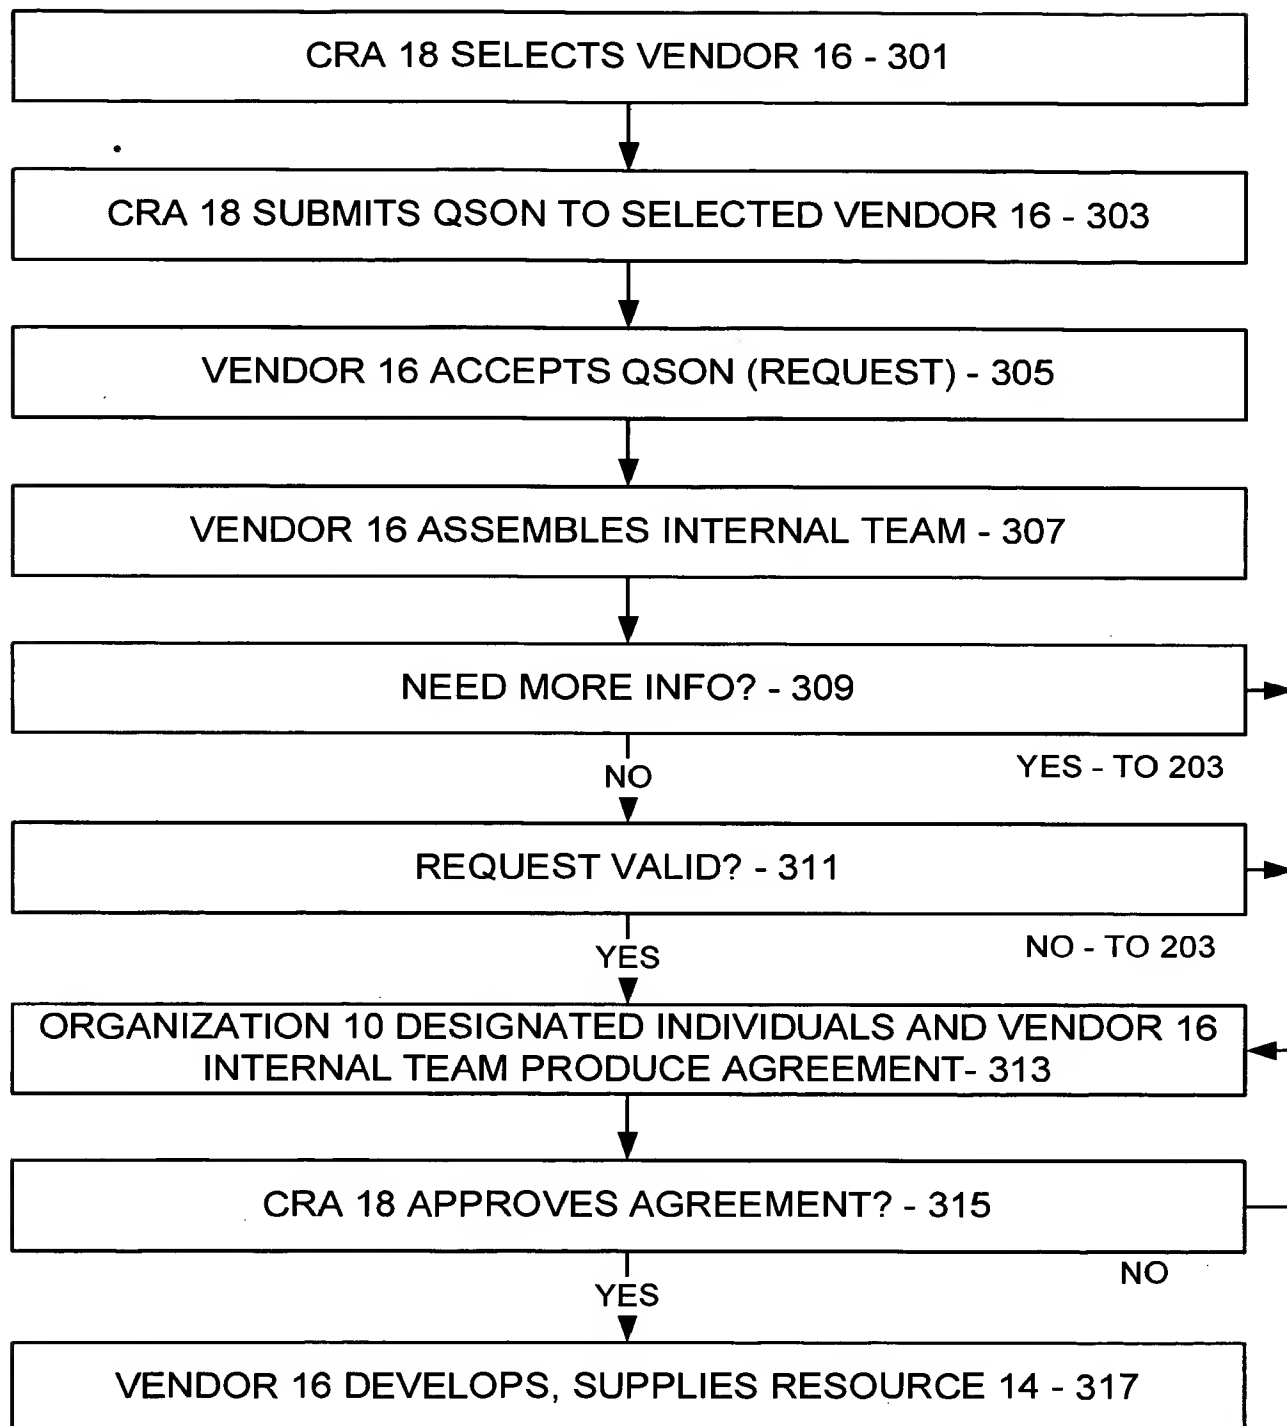 CRA 18 SELECTS VENDOR 16 - 301
CRA 18 SUBMITS QSON TO SELECTED VENDOR 16 - 303
VENDOR 16 ACCEPTS QSON (REQUEST) - 305
VENDOR 16 ASSEMBLES INTERNAL TEAM - 307
NEED MORE INFO? - 309
YES - TO 203
NO
REQUEST VALID? - 311
NO - TO 203
YES
ORGANIZATION 10 DESIGNATED INDIVIDUALS AND VENDOR 16
INTERNAL TEAM PRODUCE AGREEMENT- 313
CRA 18 APPROVES AGREEMENT? - 315
NO
YES
VENDOR 16 DEVELOPS, SUPPLIES RESOURCE 14 - 317